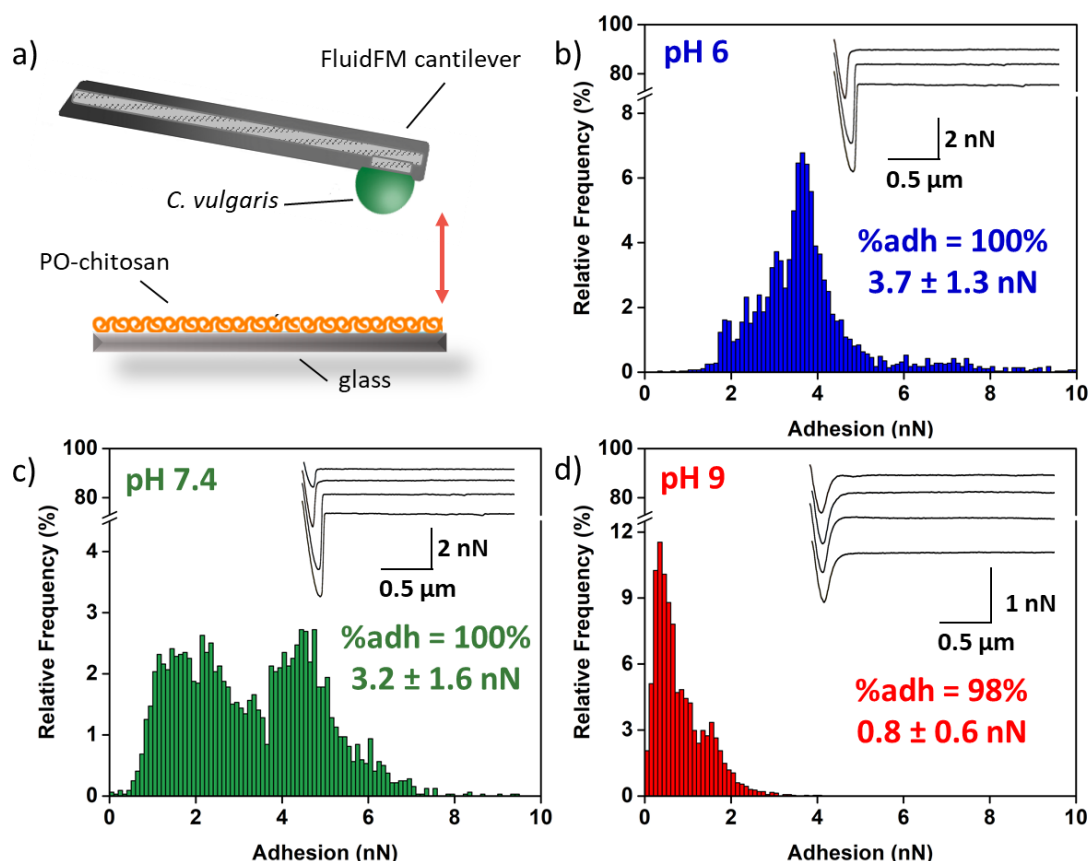 a)
FluidFM cantilever
C. vulgaris
PO-chitosan
glass
b)
pH 6
Relative Frequency (%)
100
80
8
6
4
2
0
2 nN
0.5 µm
%adh = 100%
3.7 ± 1.3 nN
0 2 4 6 8 10
Adhesion (nN)
c)
pH 7.4
Relative Frequency (%)
100
80
4
3
2
1
0
2 nN
0.5 µm
%adh = 100%
3.2 ± 1.6 nN
0 2 4 6 8 10
Adhesion (nN)
d)
pH 9
Relative Frequency (%)
100
80
12
9
6
3
0
1 nN
0.5 µm
%adh = 98%
0.8 ± 0.6 nN
0 2 4 6 8 10
Adhesion (nN)